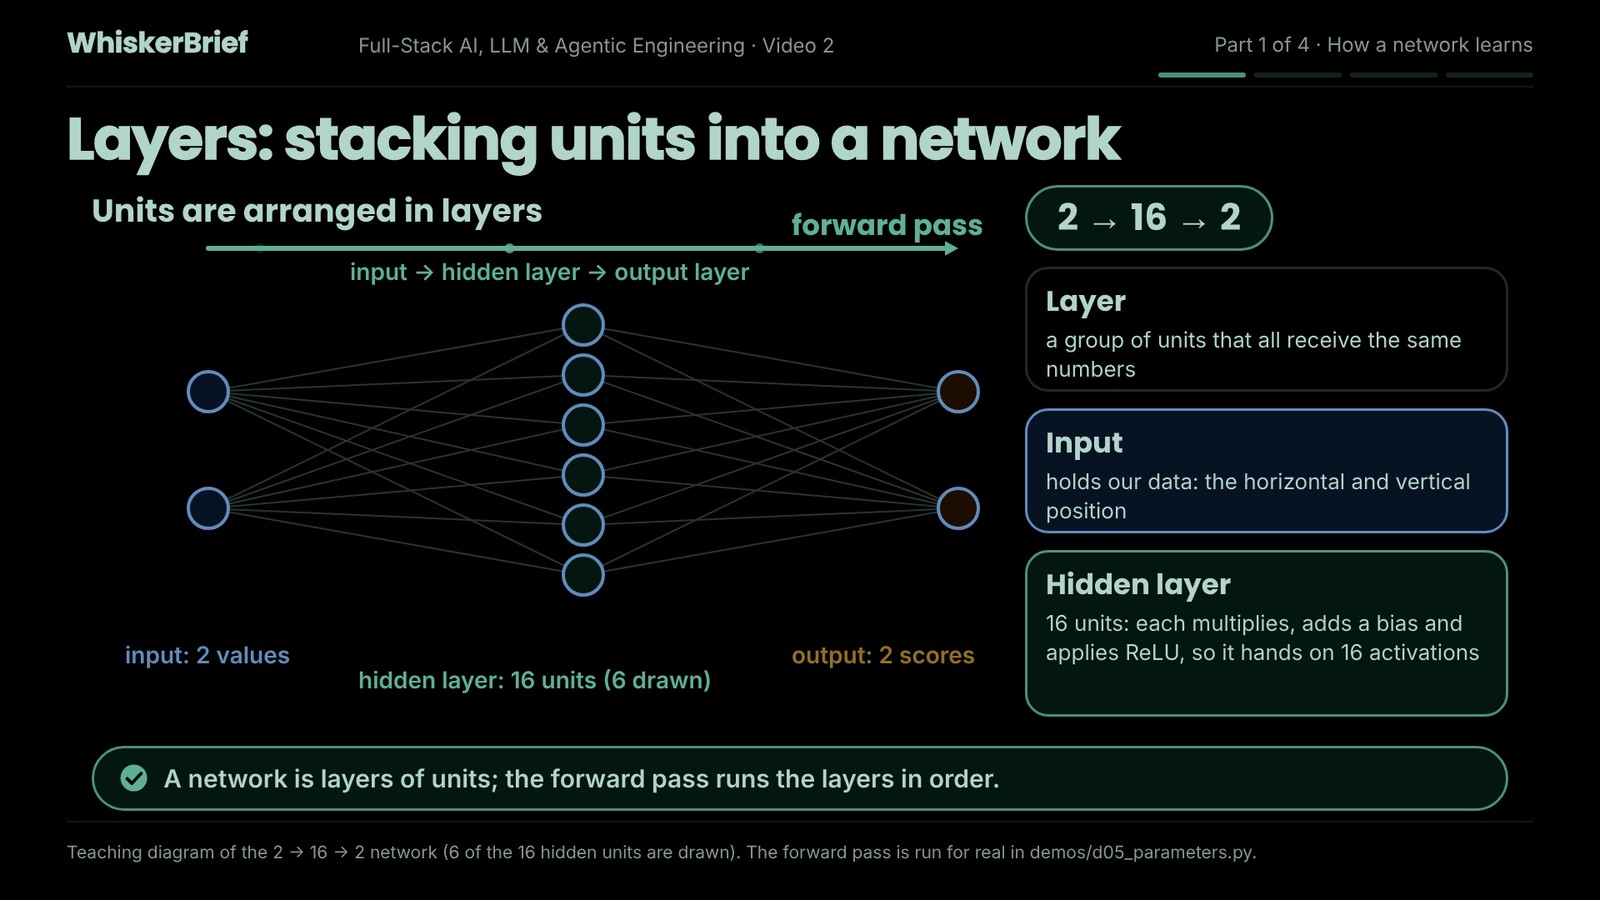 WhiskerBrief
Full-Stack AI, LLM & Agentic Engineering · Video 2
Part 1 of 4 · How a network learns
Layers: stacking units into a network
Units are arranged in layers
forward pass
input → hidden layer → output layer
input: 2 values
hidden layer: 16 units (6 drawn)
output: 2 scores
2 → 16 → 2
Layer
a group of units that all receive the same
numbers
Input
holds our data: the horizontal and vertical
position
Hidden layer
16 units: each multiplies, adds a bias and
applies ReLU, so it hands on 16 activations
A network is layers of units; the forward pass runs the layers in order.
Teaching diagram of the 2 → 16 → 2 network (6 of the 16 hidden units are drawn). The forward pass is run for real in demos/d05_parameters.py.